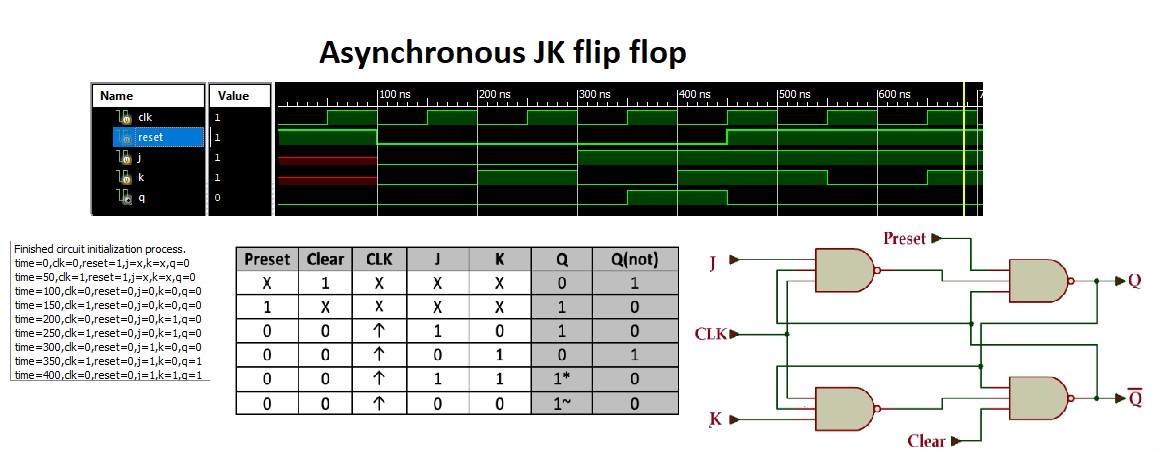 Asynchronous JK flip flop
Name Value
100 ns 200 ns 300 ns 400 ns 500 ns 600 ns 7
clk 1
reset 1
j 1
k 1
q 0
Finished circuit initialization process.
time=0,clk=0,reset=1,j=x,k=x,q=0
time=50,clk=1,reset=1,j=x,k=x,q=0
time=100,clk=0,reset=0,j=0,k=0,q=0
time=150,clk=1,reset=0,j=0,k=0,q=0
time=200,clk=0,reset=0,j=0,k=1,q=0
time=250,clk=1,reset=0,j=0,k=1,q=0
time=300,clk=0,reset=0,j=1,k=0,q=0
time=350,clk=1,reset=0,j=1,k=0,q=1
time=400,clk=0,reset=0,j=1,k=1,q=1
Preset Clear CLK J K Q Q(not)
X 1 X X X 0 1
1 X X X X 1 0
0 0 ↑ 1 0 1 0
0 0 ↑ 0 1 0 1
0 0 ↑ 1 1 1* 0
0 0 ↑ 0 0 1~ 0
Preset
J
Q
CLK
K
Q̅
Clear